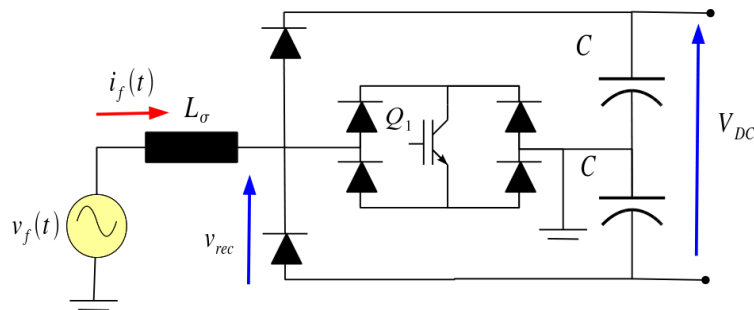 C
i_f(t)
L_σ
Q_1
V_DC
C
v_f(t)
v_rec